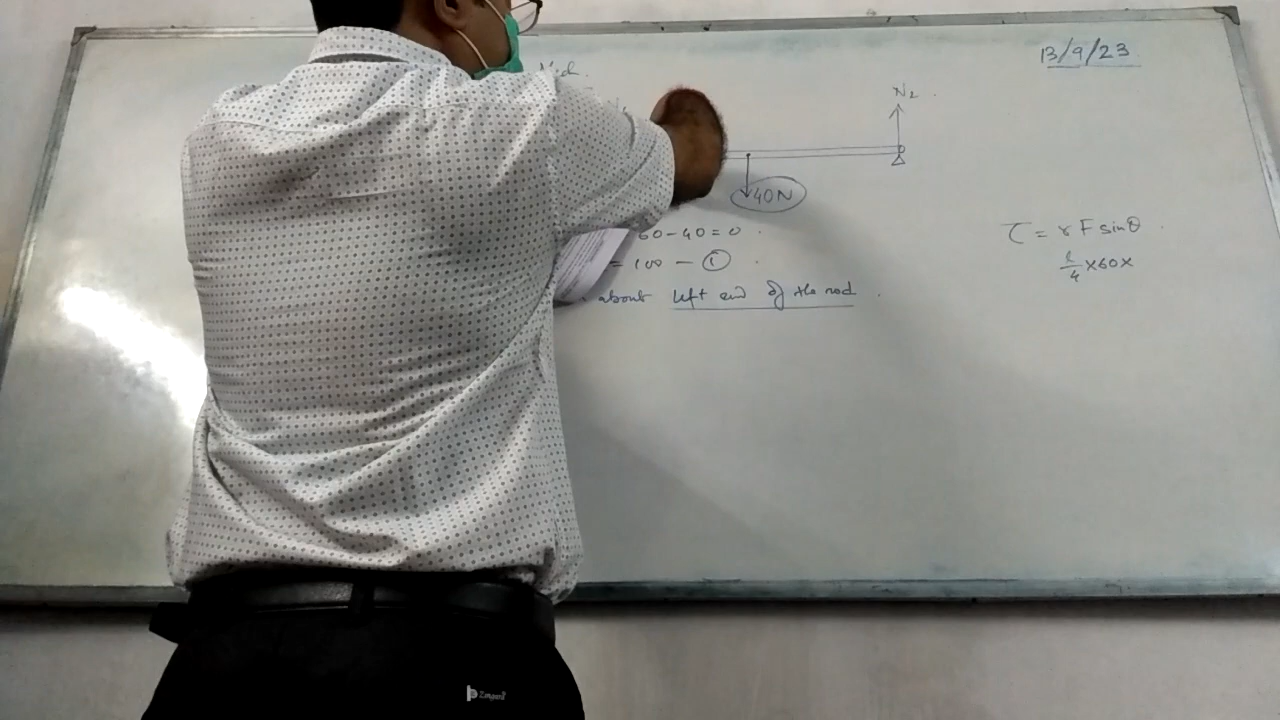 13/9/23
N₂
40N
60-40=0
= 100 - ①
about left end of the rod
τ = r F sinθ
l/4 × 60 ×